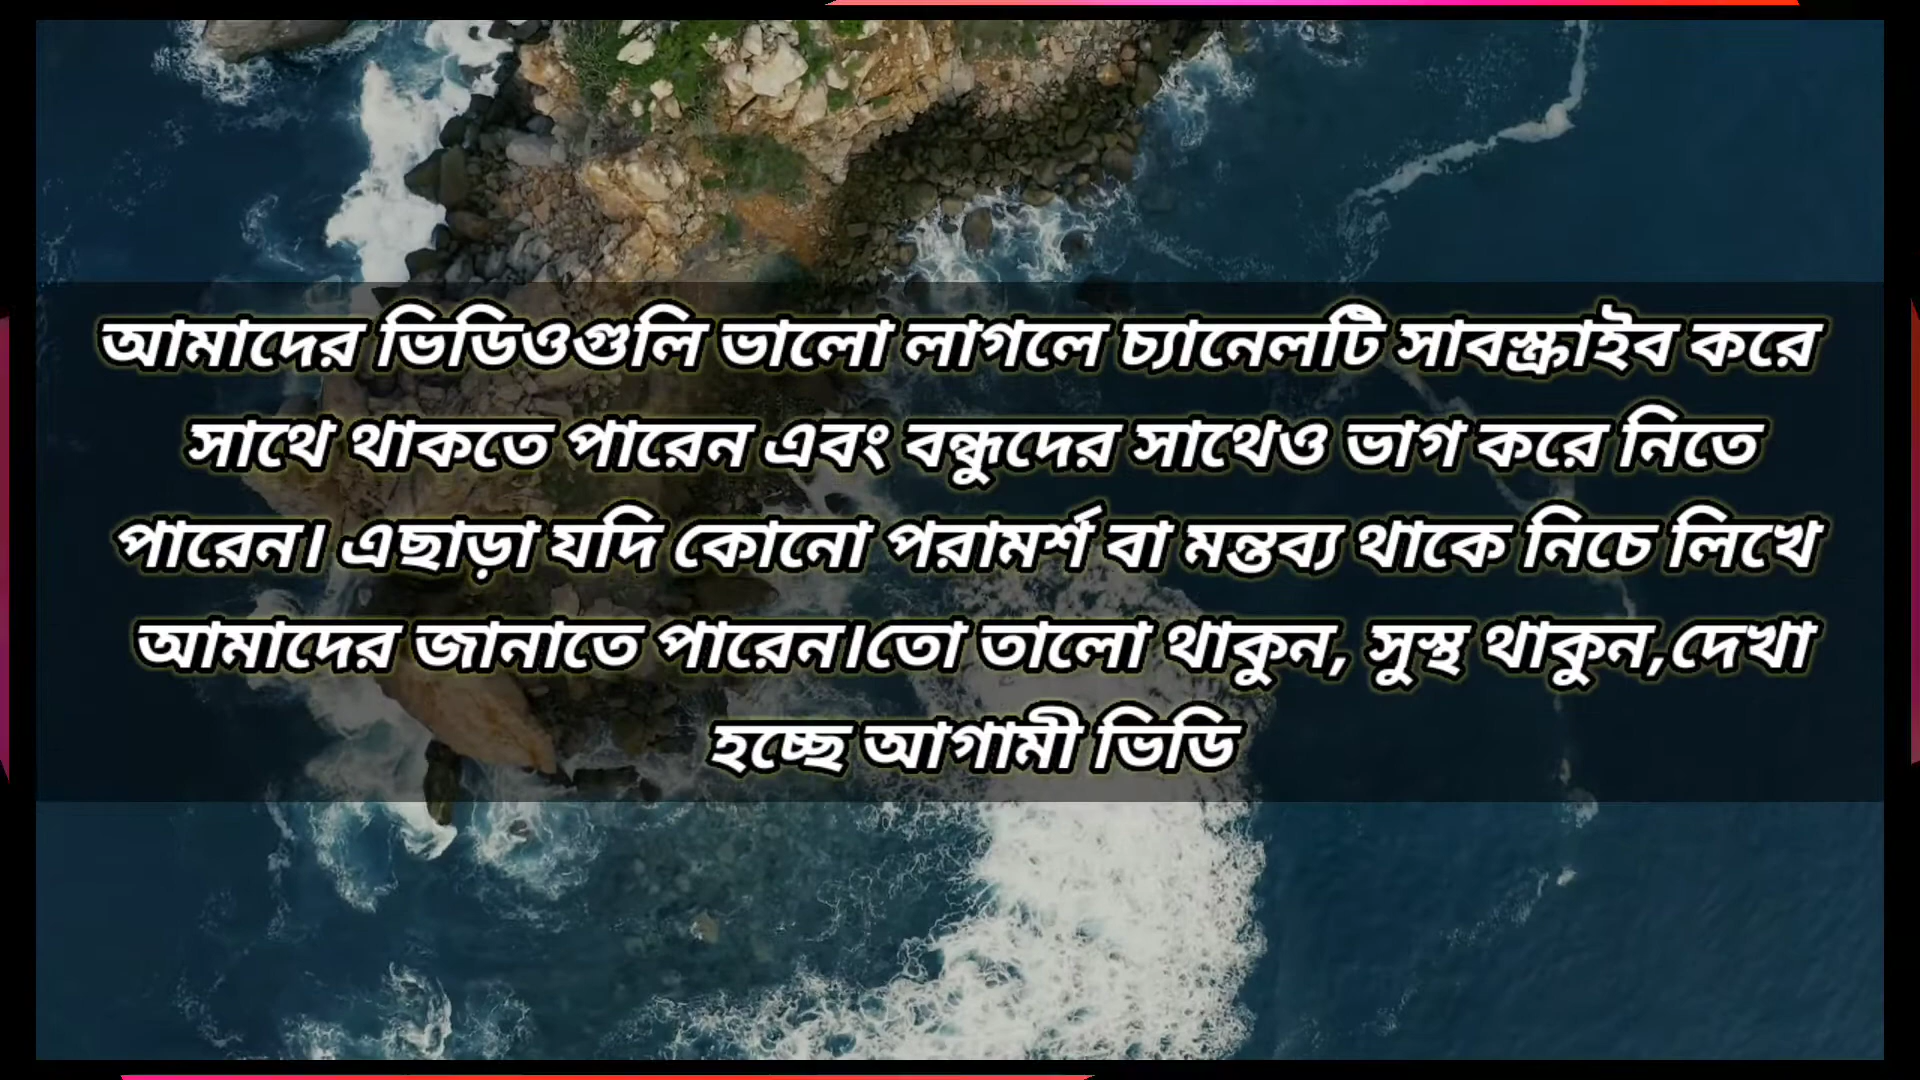 আমাদের ভিডিওগুলি ভালো লাগলে চ্যানেলটি সাবস্ক্রাইব করে
সাথে থাকতে পারেন এবং বন্ধুদের সাথেও ভাগ করে নিতে
পারেন। এছাড়া যদি কোনো পরামর্শ বা মন্তব্য থাকে নিচে লিখে
আমাদের জানাতে পারেন।তো তালো থাকুন, সুস্থ থাকুন,দেখা
হচ্ছে আগামী ভিডি